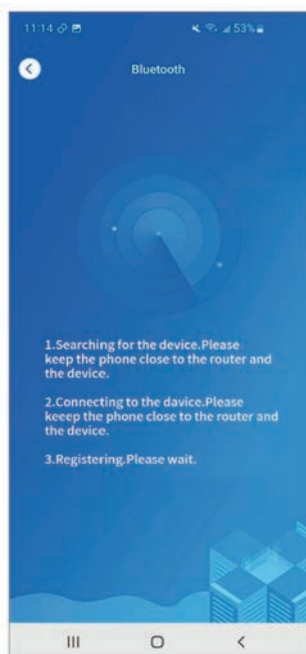 11:14
53%
Bluetooth
1.Searching for the device.Please
keep the phone close to the router and
the device.
2.Connecting to the davice.Please
keeep the phone close to the router and
the device.
3.Registering.Please wait.